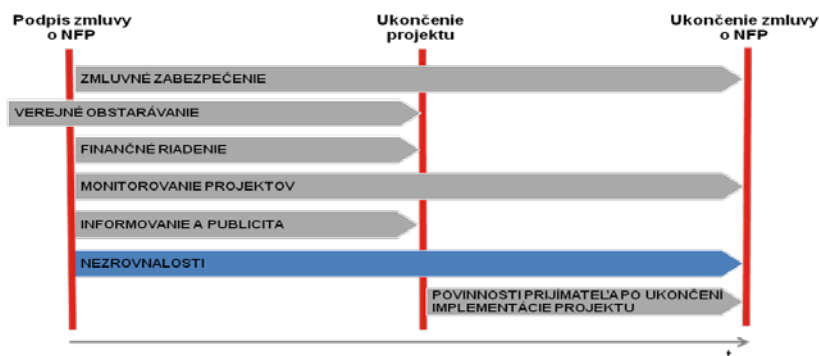 Podpis zmluvy
o NFP
Ukončenie
projektu
Ukončenie zmluvy
o NFP
ZMLUVNÉ ZABEZPEČENIE
VEREJNÉ OBSTARÁVANIE
FINANČNÉ RIADENIE
MONITOROVANIE PROJEKTOV
INFORMOVANIE A PUBLICITA
NEZROVNALOSTI
POVINNOSTI PRIJÍMATEĽA PO UKONČENÍ
IMPLEMENTÁCIE PROJEKTU
t